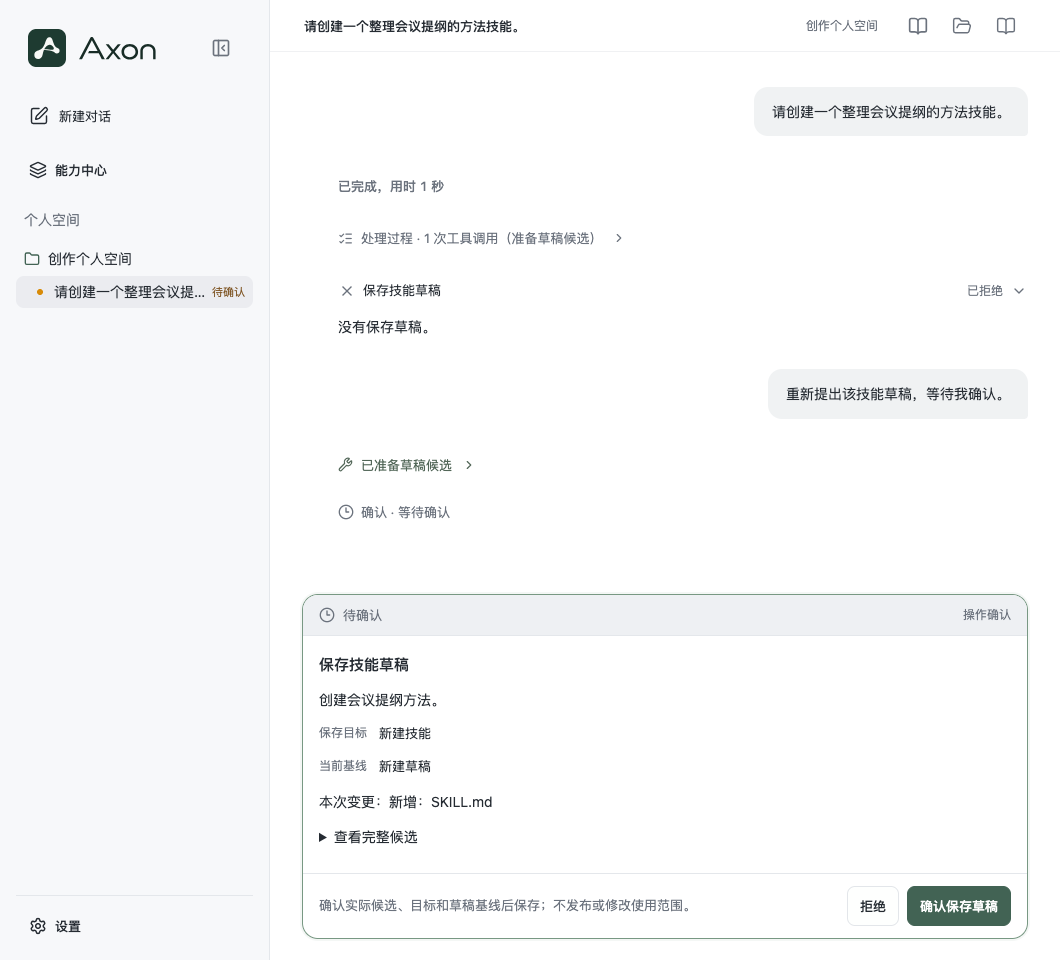 Axon
新建对话
能力中心
个人空间
创作个人空间
请创建一个整理会议提... 待确认
设置
请创建一个整理会议提纲的方法技能。 创作个人空间
请创建一个整理会议提纲的方法技能。
已完成，用时 1 秒
处理过程 · 1 次工具调用（准备草稿候选）
保存技能草稿 已拒绝
没有保存草稿。
重新提出该技能草稿，等待我确认。
已准备草稿候选
确认 · 等待确认
待确认 操作确认
保存技能草稿
创建会议提纲方法。
保存目标 新建技能
当前基线 新建草稿
本次变更：新增：SKILL.md
查看完整候选
确认实际候选、目标和草稿基线后保存；不发布或修改使用范围。 拒绝 确认保存草稿